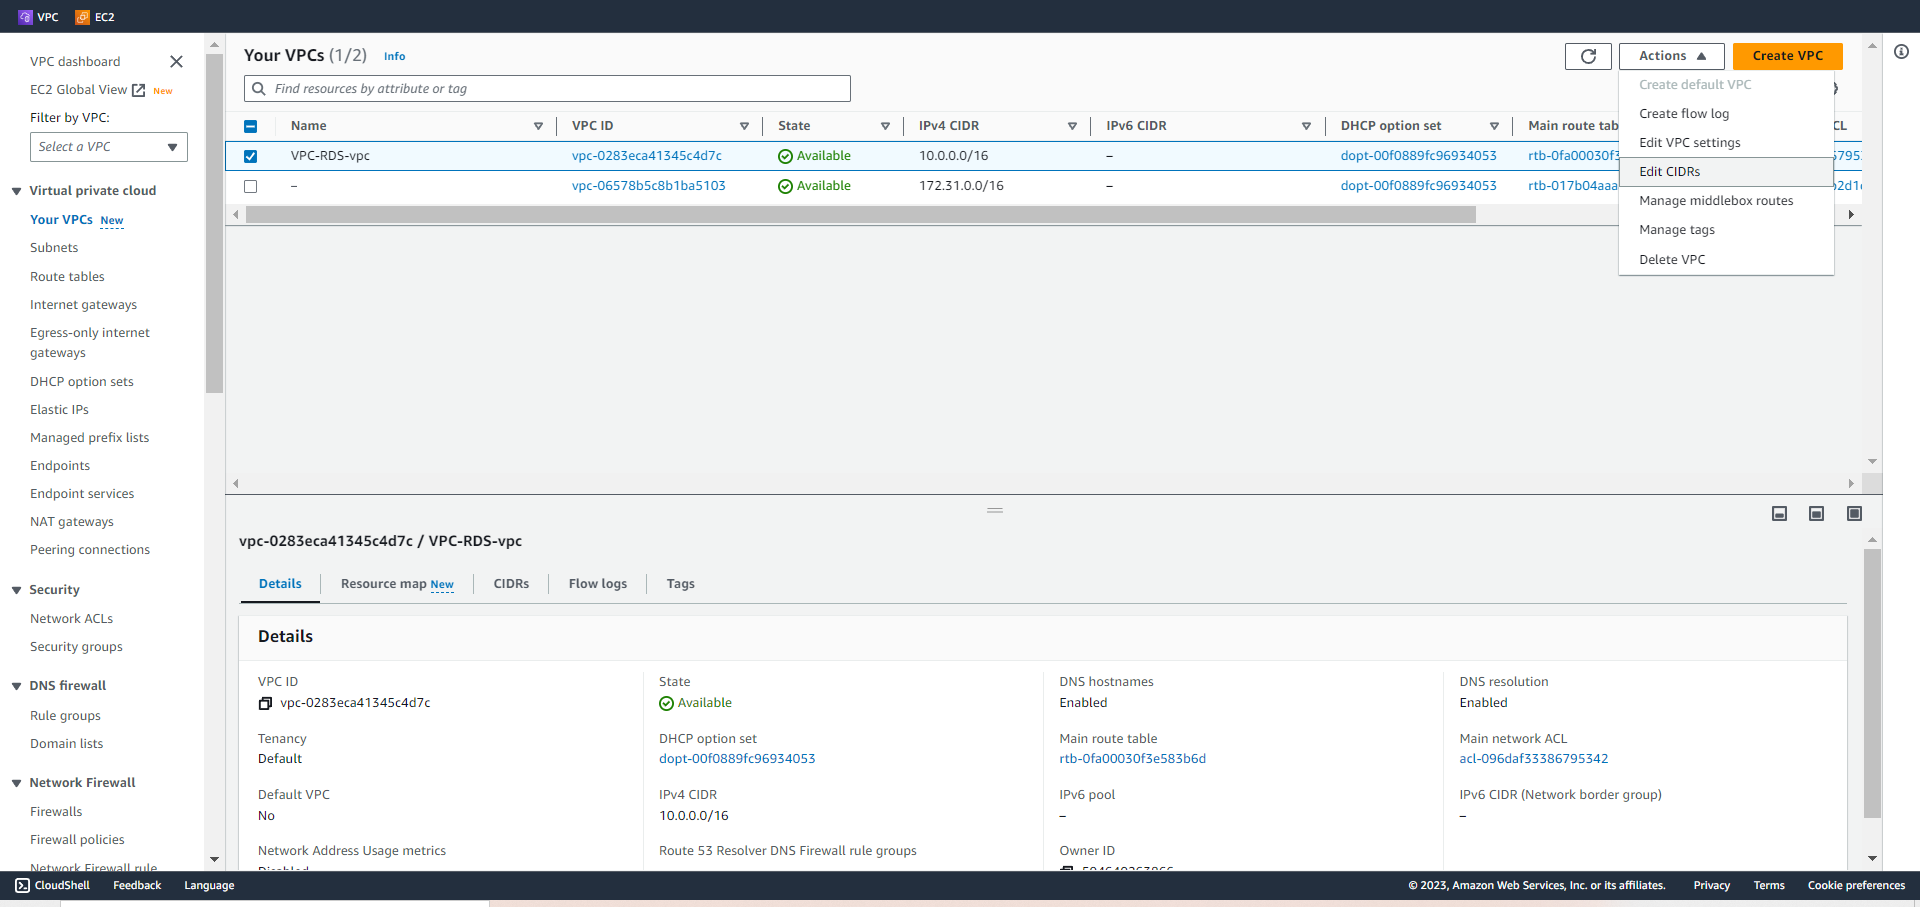 VPC EC2
VPC dashboard
EC2 Global View New
Filter by VPC:
Select a VPC
Virtual private cloud
Your VPCs New
Subnets
Route tables
Internet gateways
Egress-only internet
gateways
DHCP option sets
Elastic IPs
Managed prefix lists
Endpoints
Endpoint services
NAT gateways
Peering connections
Security
Network ACLs
Security groups
DNS firewall
Rule groups
Domain lists
Network Firewall
Firewalls
Firewall policies
Network Firewall rule
Your VPCs (1/2) Info
Actions Create VPC
Find resources by attribute or tag
Name VPC ID State IPv4 CIDR IPv6 CIDR DHCP option set Main route tab CL
VPC-RDS-vpc vpc-0283eca41345c4d7c Available 10.0.0.0/16 – dopt-00f0889fc96934053 rtb-0fa00030f3
– vpc-06578b5c8b1ba5103 Available 172.31.0.0/16 – dopt-00f0889fc96934053 rtb-017b04aaa
Create default VPC
Create flow log
Edit VPC settings
Edit CIDRs
Manage middlebox routes
Manage tags
Delete VPC
vpc-0283eca41345c4d7c / VPC-RDS-vpc
Details Resource map New CIDRs Flow logs Tags
Details
VPC ID State DNS hostnames DNS resolution
vpc-0283eca41345c4d7c Available Enabled Enabled
Tenancy DHCP option set Main route table Main network ACL
Default dopt-00f0889fc96934053 rtb-0fa00030f3e583b6d acl-096daf33386795342
Default VPC IPv4 CIDR IPv6 pool IPv6 CIDR (Network border group)
No 10.0.0.0/16 – –
Network Address Usage metrics Route 53 Resolver DNS Firewall rule groups Owner ID
CloudShell Feedback Language © 2023, Amazon Web Services, Inc. or its affiliates. Privacy Terms Cookie preferences